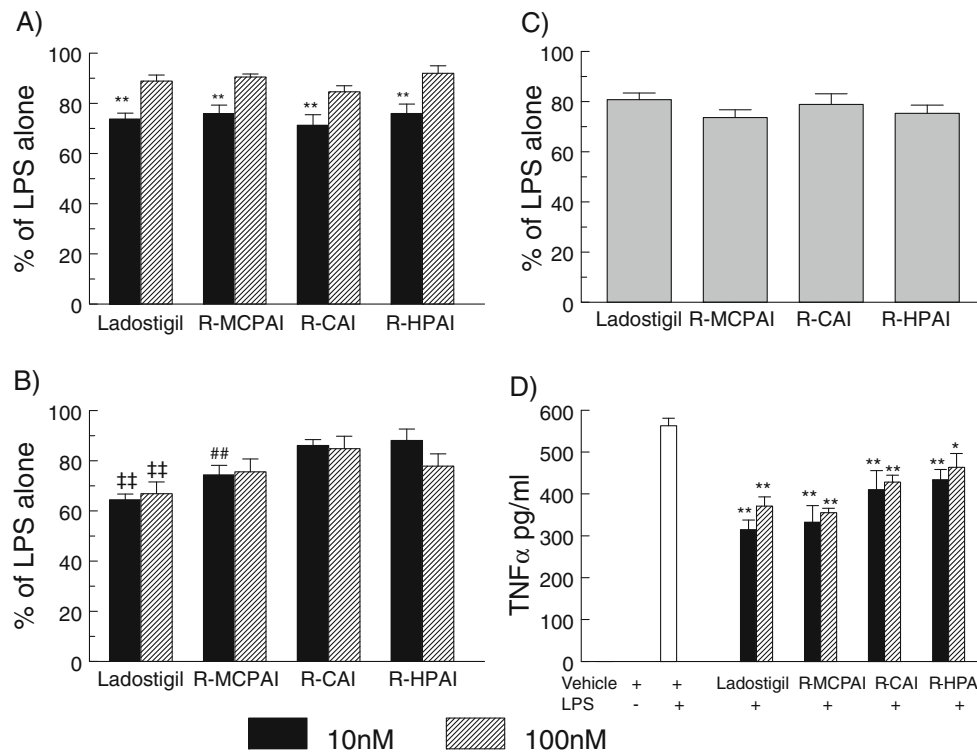 A)
% of LPS alone
100
80
60
40
20
0
** ** ** **
Ladostigil R-MCPAI R-CAI R-HPAI
C)
% of LPS alone
100
80
60
40
20
0
Ladostigil R-MCPAI R-CAI R-HPAI
B)
% of LPS alone
100
80
60
40
20
0
‡‡ ‡‡ ##
Ladostigil R-MCPAI R-CAI R-HPAI
D)
TNFα pg/ml
600
500
400
300
200
100
0
** ** ** ** ** ** ** *
Vehicle + + Ladostigil R-MCPAI R-CAI R-HPAI
LPS - + + + + +
10nM 100nM